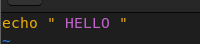 echo " HELLO "
~